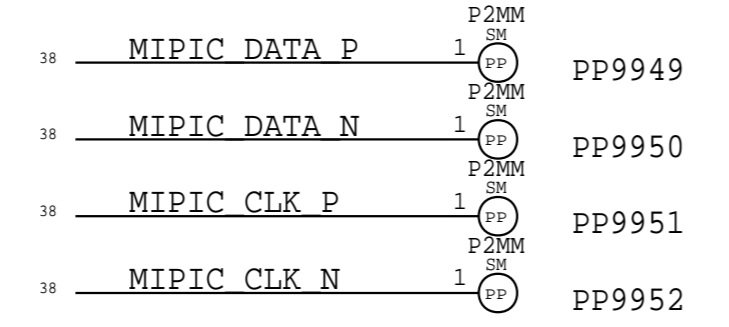 P2MM
SM
38 MIPIC_DATA_P 1 PP PP9949
P2MM
SM
38 MIPIC_DATA_N 1 PP PP9950
P2MM
SM
38 MIPIC_CLK_P 1 PP PP9951
P2MM
SM
38 MIPIC_CLK_N 1 PP PP9952